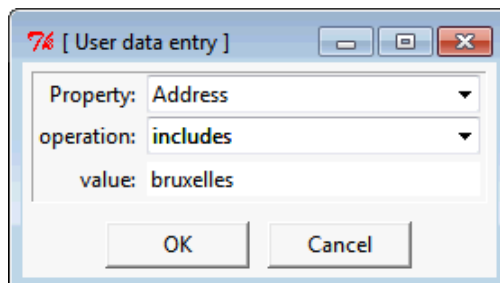 [ User data entry ]
Property: Address
operation: includes
value: bruxelles
OK Cancel